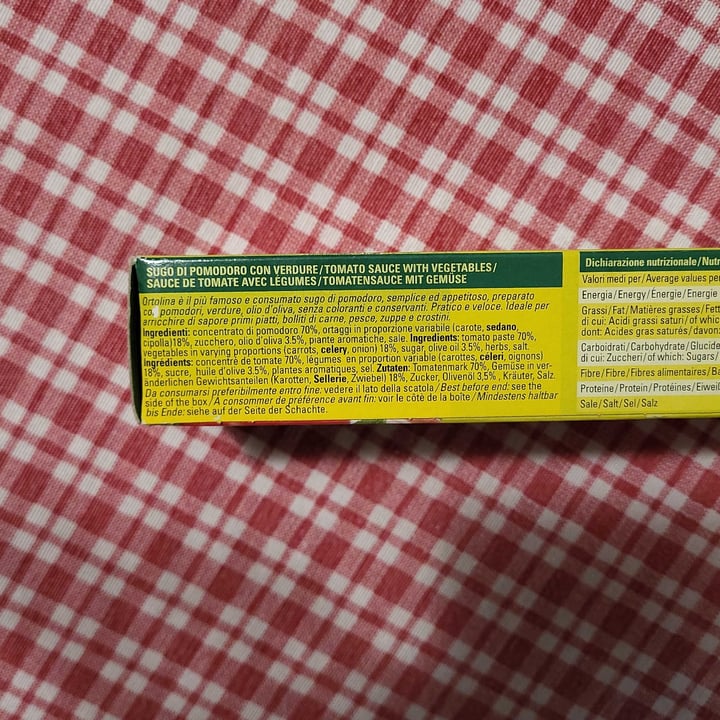 SUGO DI POMODORO CON VERDURE/TOMATO SAUCE WITH VEGETABLES/
SAUCE DE TOMATE AVEC LÉGUMES/TOMATENSAUCE MIT GEMÜSE
Ortolina è il più famoso e consumato sugo di pomodoro, semplice ed appetitoso, preparato
pomodori, verdure, olio d'oliva, senza coloranti e conservanti. Pratico e veloce. Ideale per
arricchire di sapore primi piatti, bolliti di carne, pesce, zuppe e crostini.
Ingredienti: concentrato di pomodoro 70%, ortaggi in proporzione variabile (carote, sedano,
cipolla)18%, zucchero, olio d'oliva 3.5%, piante aromatiche, sale. Ingredients: tomato paste 70%,
vegetables in varying proportions (carrots, celery, onion) 18%, sugar, olive oil 3.5%, herbs, salt.
Ingrédients: concentré de tomate 70%, légumes en proportion variable (carottes, céleri, oignons)
18%, sucre, huile d'olive 3.5%, plantes aromatiques, sel. Zutaten: Tomatenmark 70%, Gemüse in ver-
änderlichen Gewichtsanteilen (Karotten, Sellerie, Zwiebel) 18%, Zucker, Olivenöl 3,5%, Kräuter, Salz.
Da consumarsi preferibilmente entro fine: vedere il lato della scatola/Best before end: see the
side of the box/A consommer de préférence avant fin: voir le côté de la boîte/Mindestens haltbar
bis Ende: siehe auf der Seite der Schachte.
Dichiarazione nutrizionale/Nutr
Valori medi per/Average values per
Energia/Energy/Énergie/Energie
Grassi/Fat/Matières grasses/Fett
di cui: Acidi grassi saturi/of which
dont: Acides gras saturés/davon
Carboidrati/Carbohydrate/Glucide
di cui: Zuccheri/of which: Sugars/
Fibre/Fibre/Fibres alimentaires/Ba
Proteine/Protein/Protéines/Eiwei
Sale/Salt/Sel/Salz